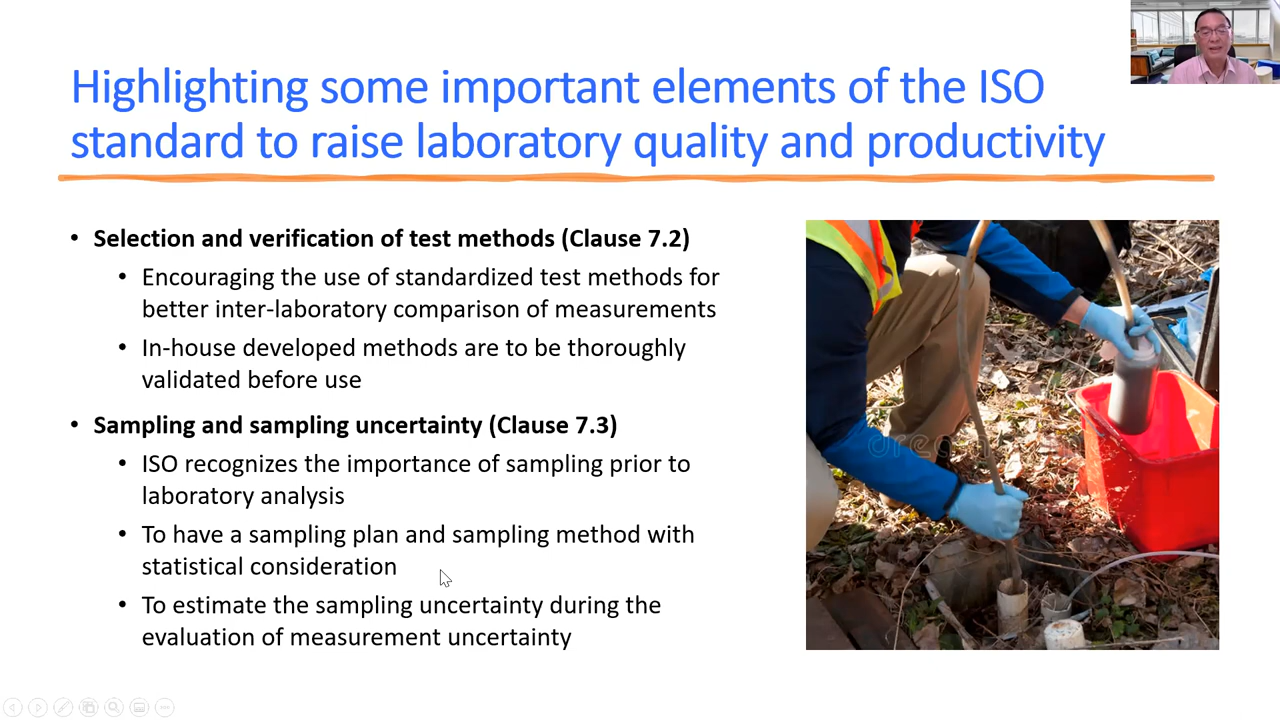 Highlighting some important elements of the ISO
standard to raise laboratory quality and productivity
• Selection and verification of test methods (Clause 7.2)
• Encouraging the use of standardized test methods for
better inter-laboratory comparison of measurements
• In-house developed methods are to be thoroughly
validated before use
• Sampling and sampling uncertainty (Clause 7.3)
• ISO recognizes the importance of sampling prior to
laboratory analysis
• To have a sampling plan and sampling method with
statistical consideration
• To estimate the sampling uncertainty during the
evaluation of measurement uncertainty